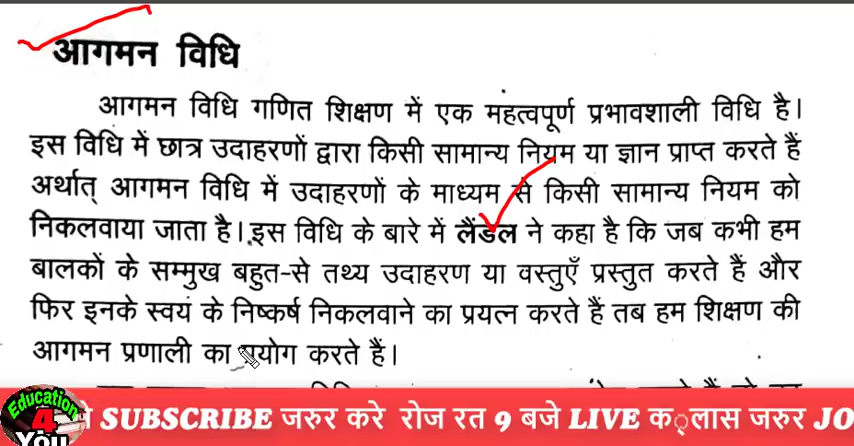 आगमन विधि
आगमन विधि गणित शिक्षण में एक महत्वपूर्ण प्रभावशाली विधि है।
इस विधि में छात्र उदाहरणों द्वारा किसी सामान्य नियम या ज्ञान प्राप्त करते हैं
अर्थात् आगमन विधि में उदाहरणों के माध्यम से किसी सामान्य नियम को
निकलवाया जाता है। इस विधि के बारे में लैंडल ने कहा है कि जब कभी हम
बालकों के सम्मुख बहुत-से तथ्य उदाहरण या वस्तुएँ प्रस्तुत करते हैं और
फिर इनके स्वयं के निष्कर्ष निकलवाने का प्रयत्न करते हैं तब हम शिक्षण की
आगमन प्रणाली का प्रयोग करते हैं।
Education
4
You
SUBSCRIBE जरुर करे रोज रत 9 बजे LIVE क्लास जरुर JO